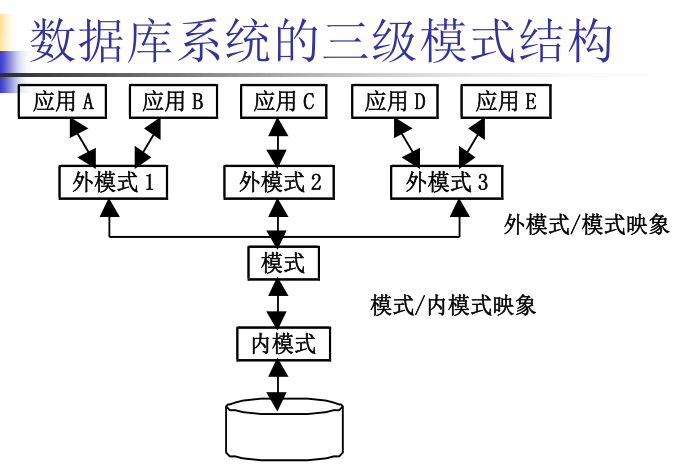 数据库系统的三级模式结构
应用 A 应用 B 应用 C 应用 D 应用 E
外模式 1 外模式 2 外模式 3
外模式/模式映象
模式
模式/内模式映象
内模式